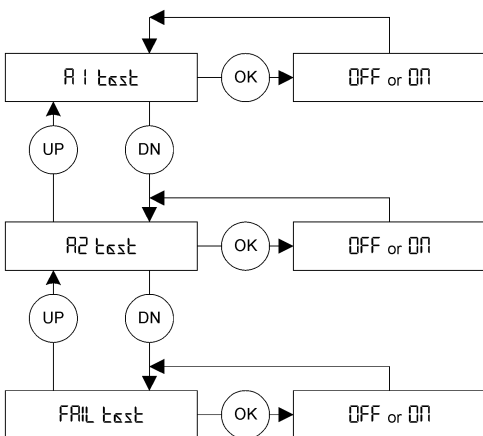 A1 test
OK
OFF or ON
UP
DN
A2 test
OK
OFF or ON
UP
DN
FAIL test
OK
OFF or ON